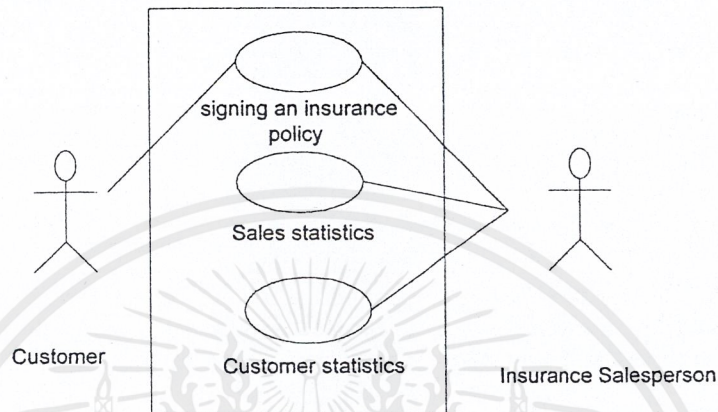 signing an insurance
policy
Sales statistics
Customer statistics
Customer
Insurance Salesperson